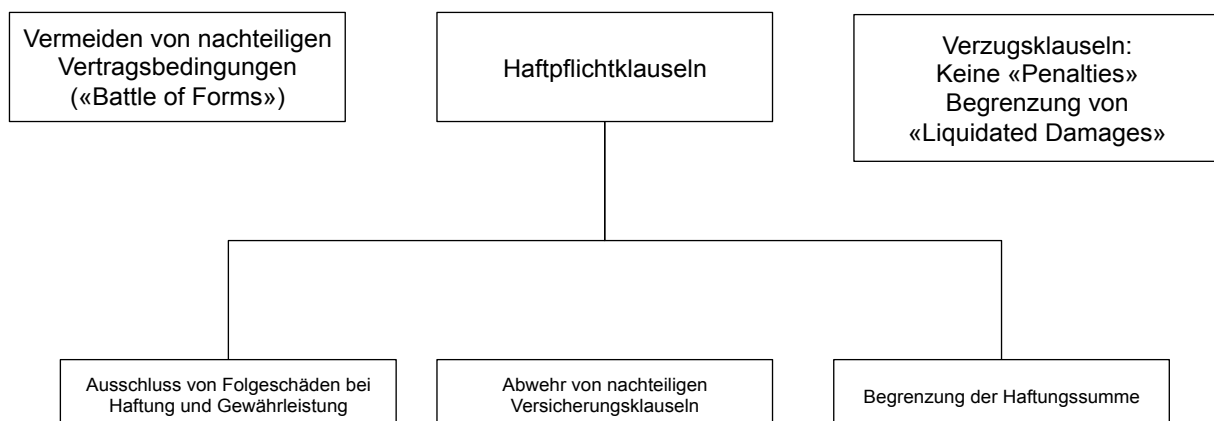 Vermeiden von nachteiligen
Vertragsbedingungen
(«Battle of Forms»)
Haftpflichtklauseln
Verzugsklauseln:
Keine «Penalties»
Begrenzung von
«Liquidated Damages»
Ausschluss von Folgeschäden bei
Haftung und Gewährleistung
Abwehr von nachteiligen
Versicherungsklauseln
Begrenzung der Haftungssumme